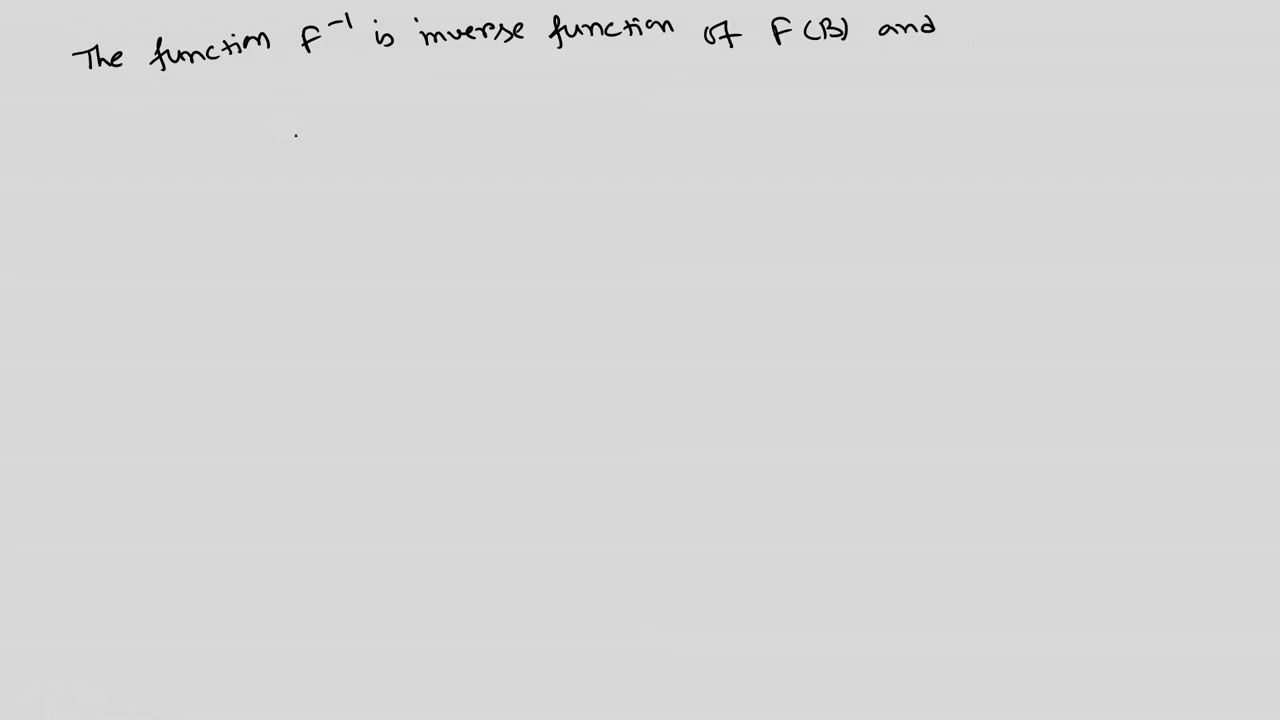 The function F⁻¹ is inverse function of F(B) and